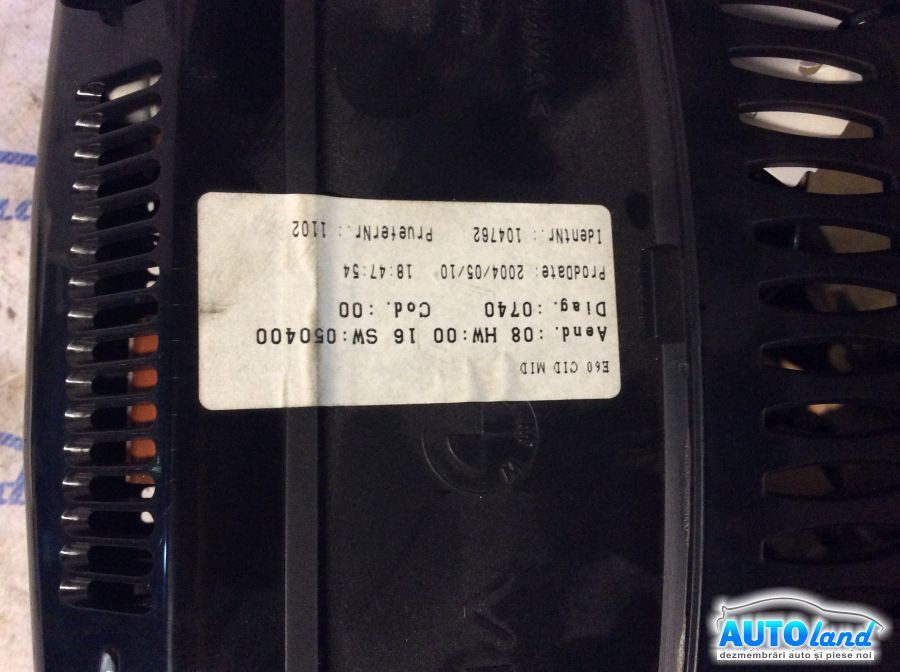 E60 CID MID
Aend.:08 HW:00 16 SW:050400
Diag.:0740 Cod.:00
ProdDate: 2004/05/10 18:47:54
IdentNr.: 104762 PrueferNr.: 1102
AUTOland
dezmembrări auto și piese noi